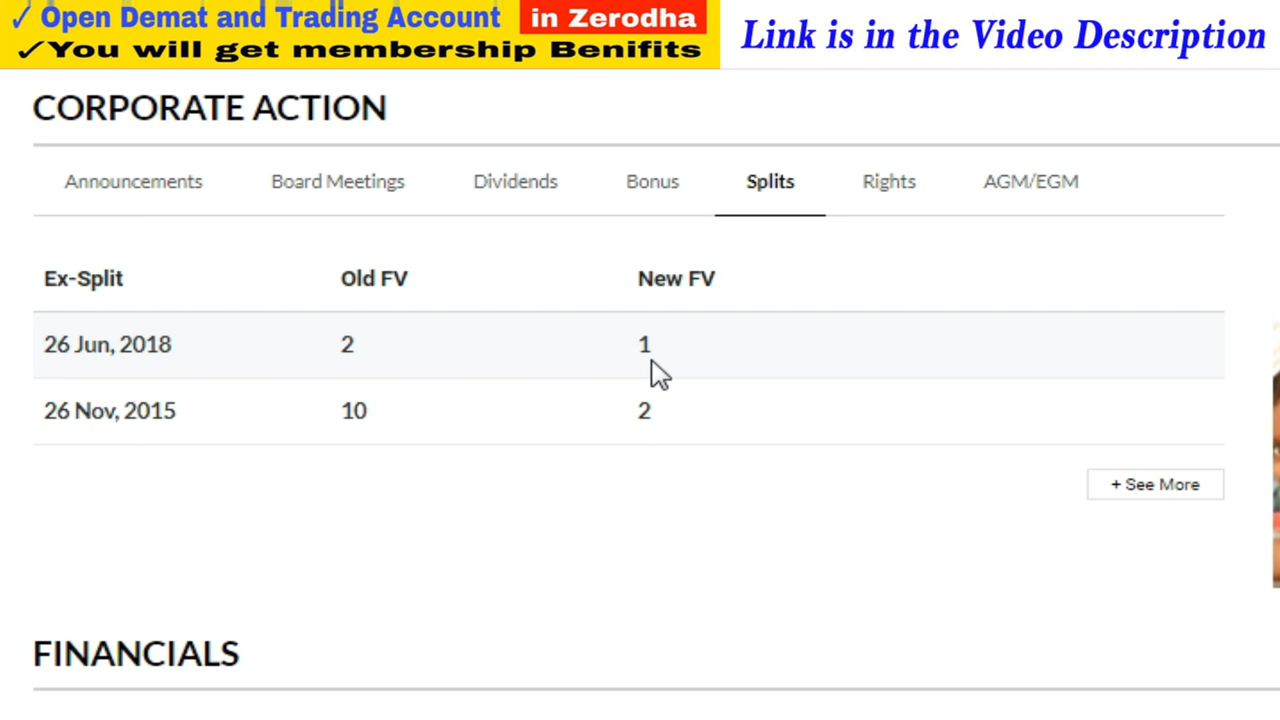 ✓ Open Demat and Trading Account in Zerodha
✓You will get membership Benifits
Link is in the Video Description
CORPORATE ACTION
Announcements Board Meetings Dividends Bonus Splits Rights AGM/EGM
Ex-Split Old FV New FV
26 Jun, 2018 2 1
26 Nov, 2015 10 2
+ See More
FINANCIALS